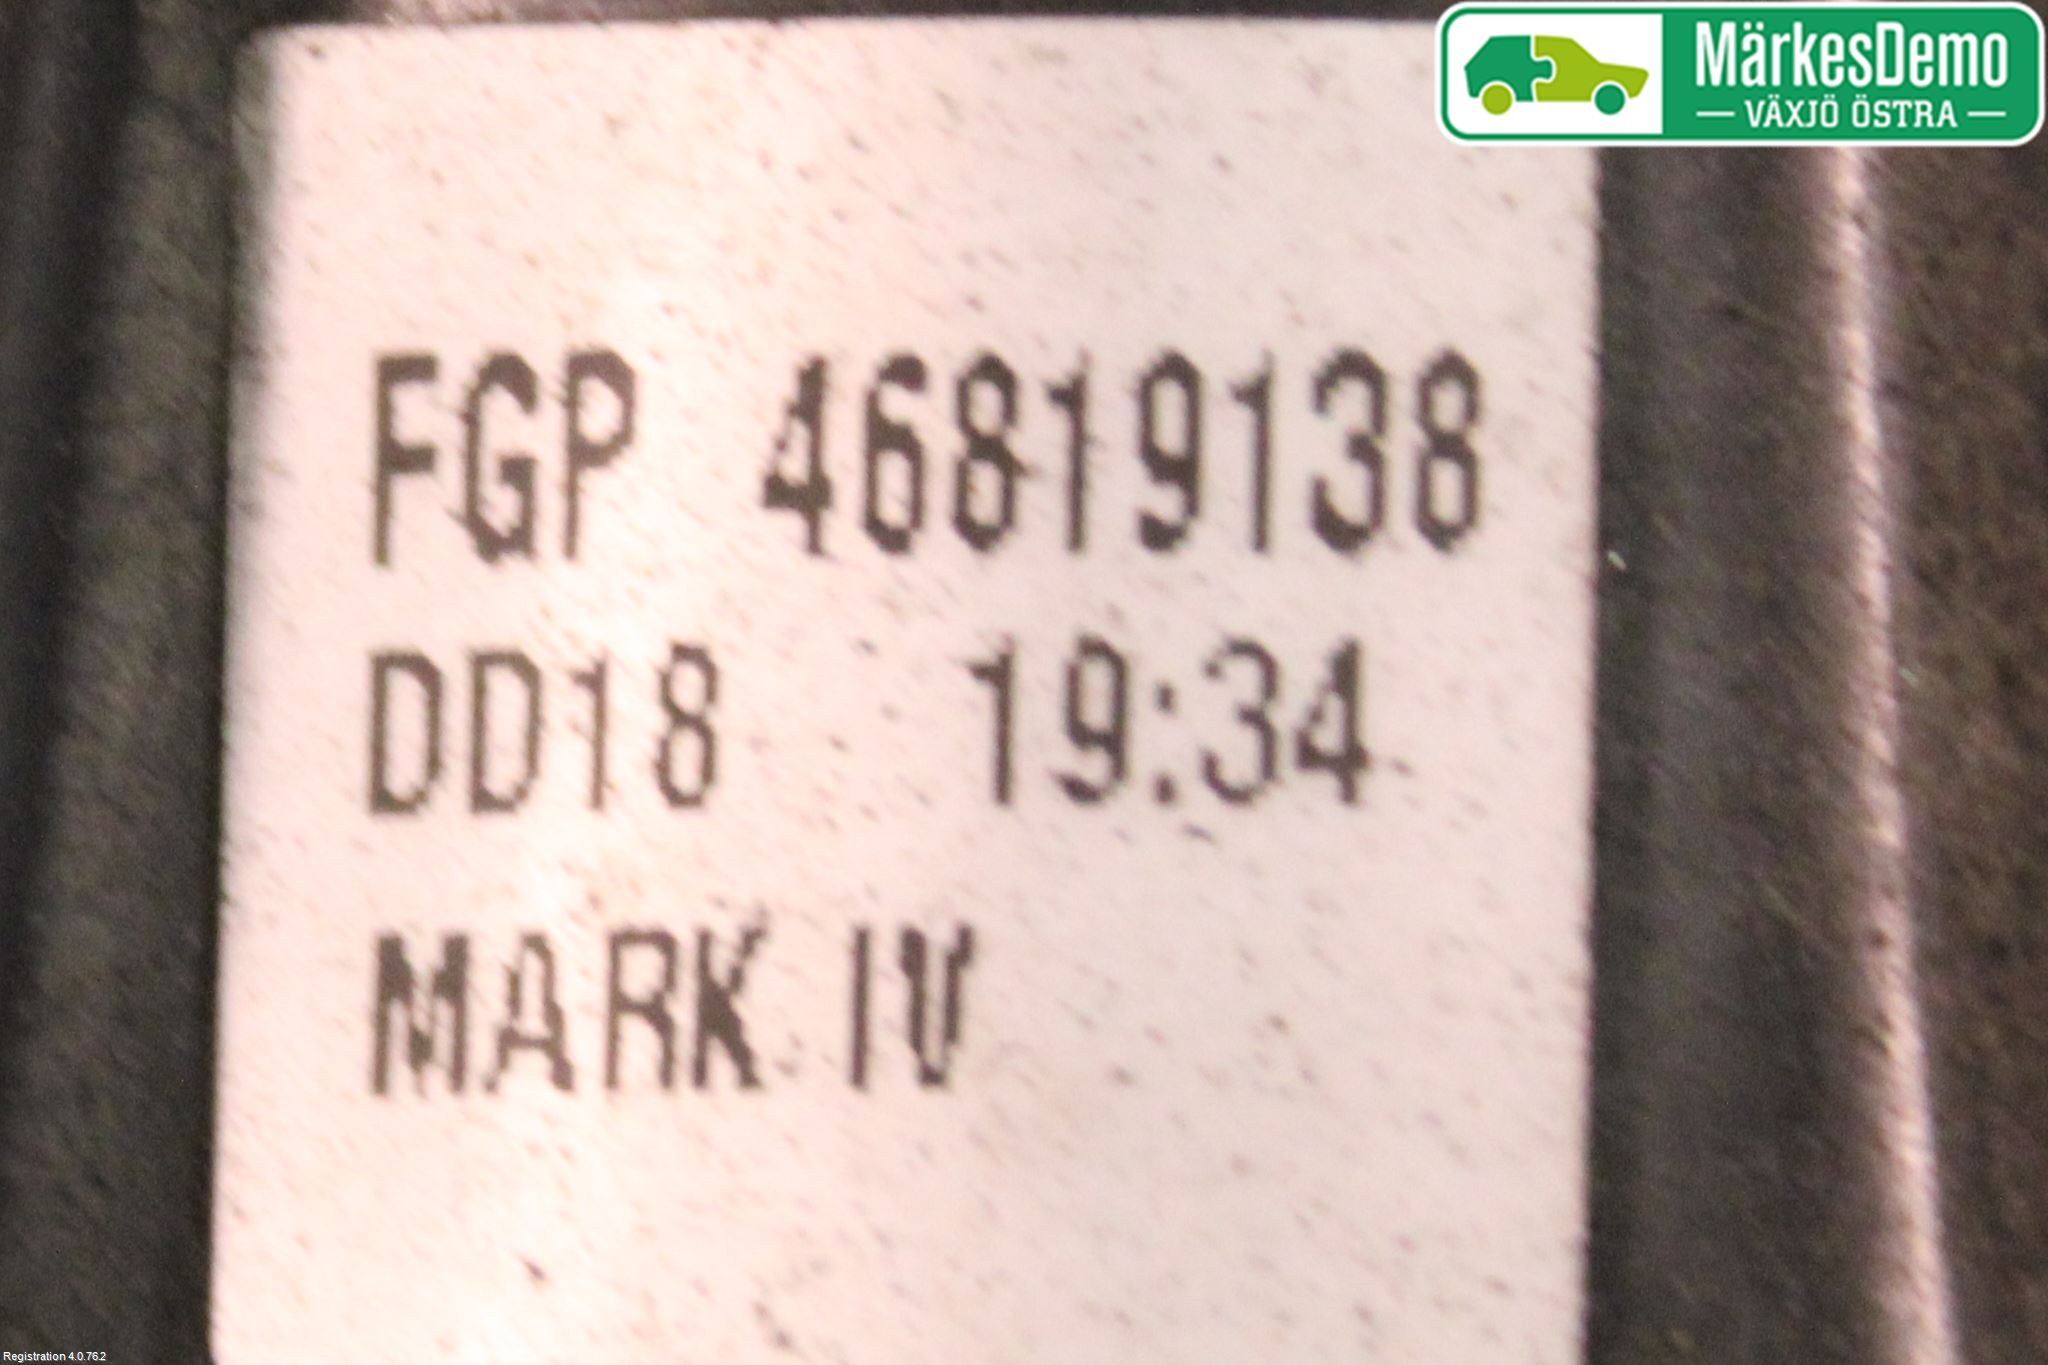 MärkesDemo
VÄXJÖ ÖSTRA
FGP 46819138
DD18 19:34
MARK IV
Registration 4.0.76.2